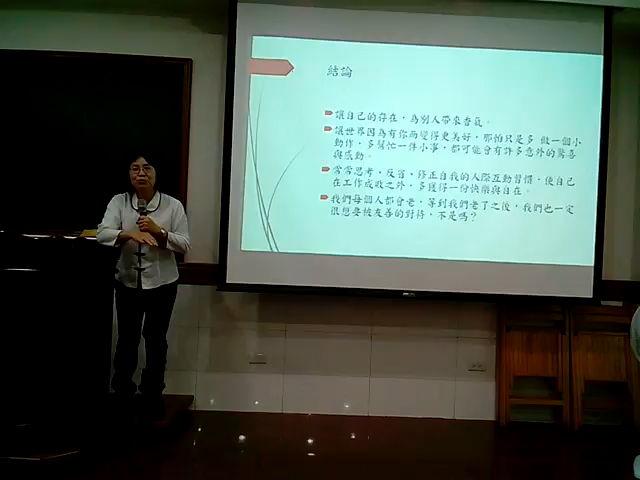 結論
讓自己的存在，為別人帶來香氣。
讓世界因為有你而變得更美好，那怕只是多 做一個小
動作，多幫忙一件小事，都可能會有許多意外的驚喜
與感動。
常常思考、反省、修正自我的人際互動習慣，使自己
在工作成敗之外，多獲得一份快樂與自在。
我們每個人都會老，等到我們老了之後，我們也一定
很想要被友善的對待，不是嗎？